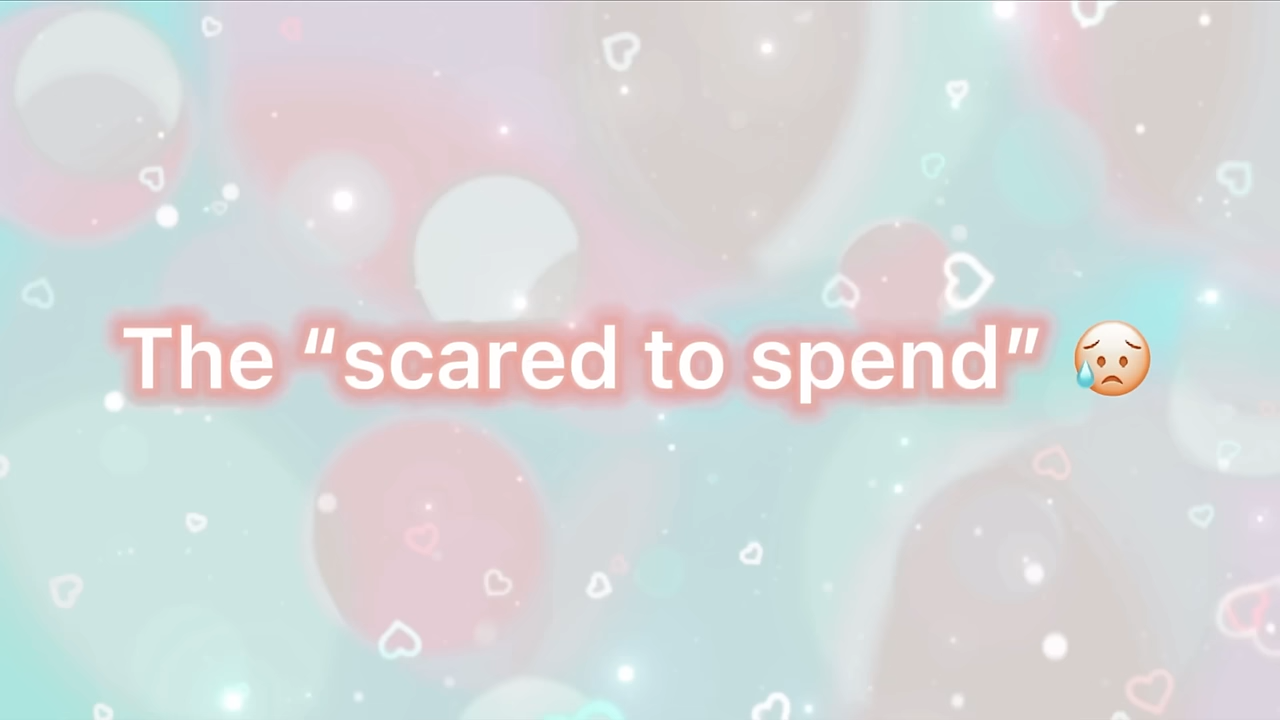 The “scared to spend” 😥